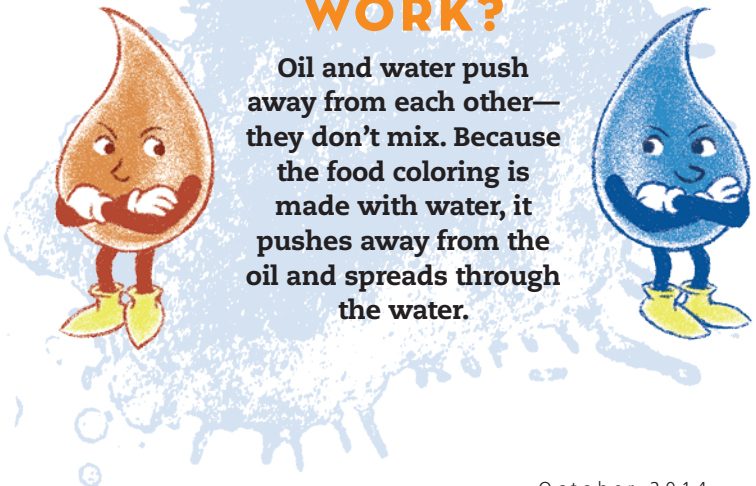 WORK?
Oil and water push
away from each other—
they don’t mix. Because
the food coloring is
made with water, it
pushes away from the
oil and spreads through
the water.
October 2014